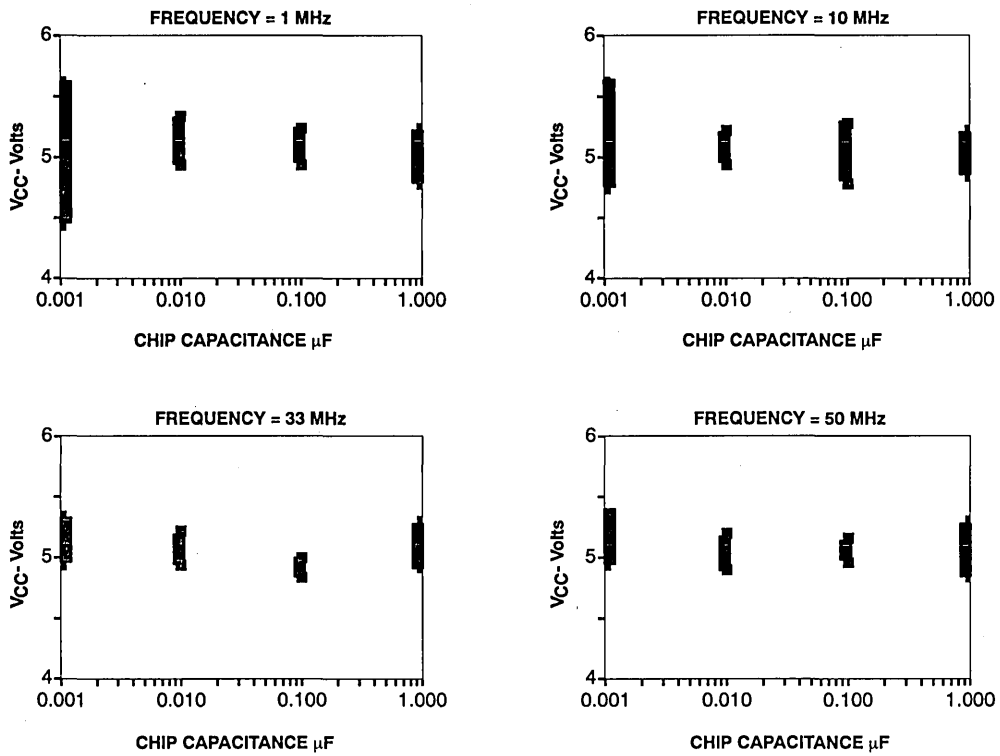 FREQUENCY = 1 MHz
6
5
4
VCC- Volts
0.001 0.010 0.100 1.000
CHIP CAPACITANCE µF
FREQUENCY = 10 MHz
6
5
4
VCC- Volts
0.001 0.010 0.100 1.000
CHIP CAPACITANCE µF
FREQUENCY = 33 MHz
6
5
4
VCC- Volts
0.001 0.010 0.100 1.000
CHIP CAPACITANCE µF
FREQUENCY = 50 MHz
6
5
4
VCC- Volts
0.001 0.010 0.100 1.000
CHIP CAPACITANCE µF